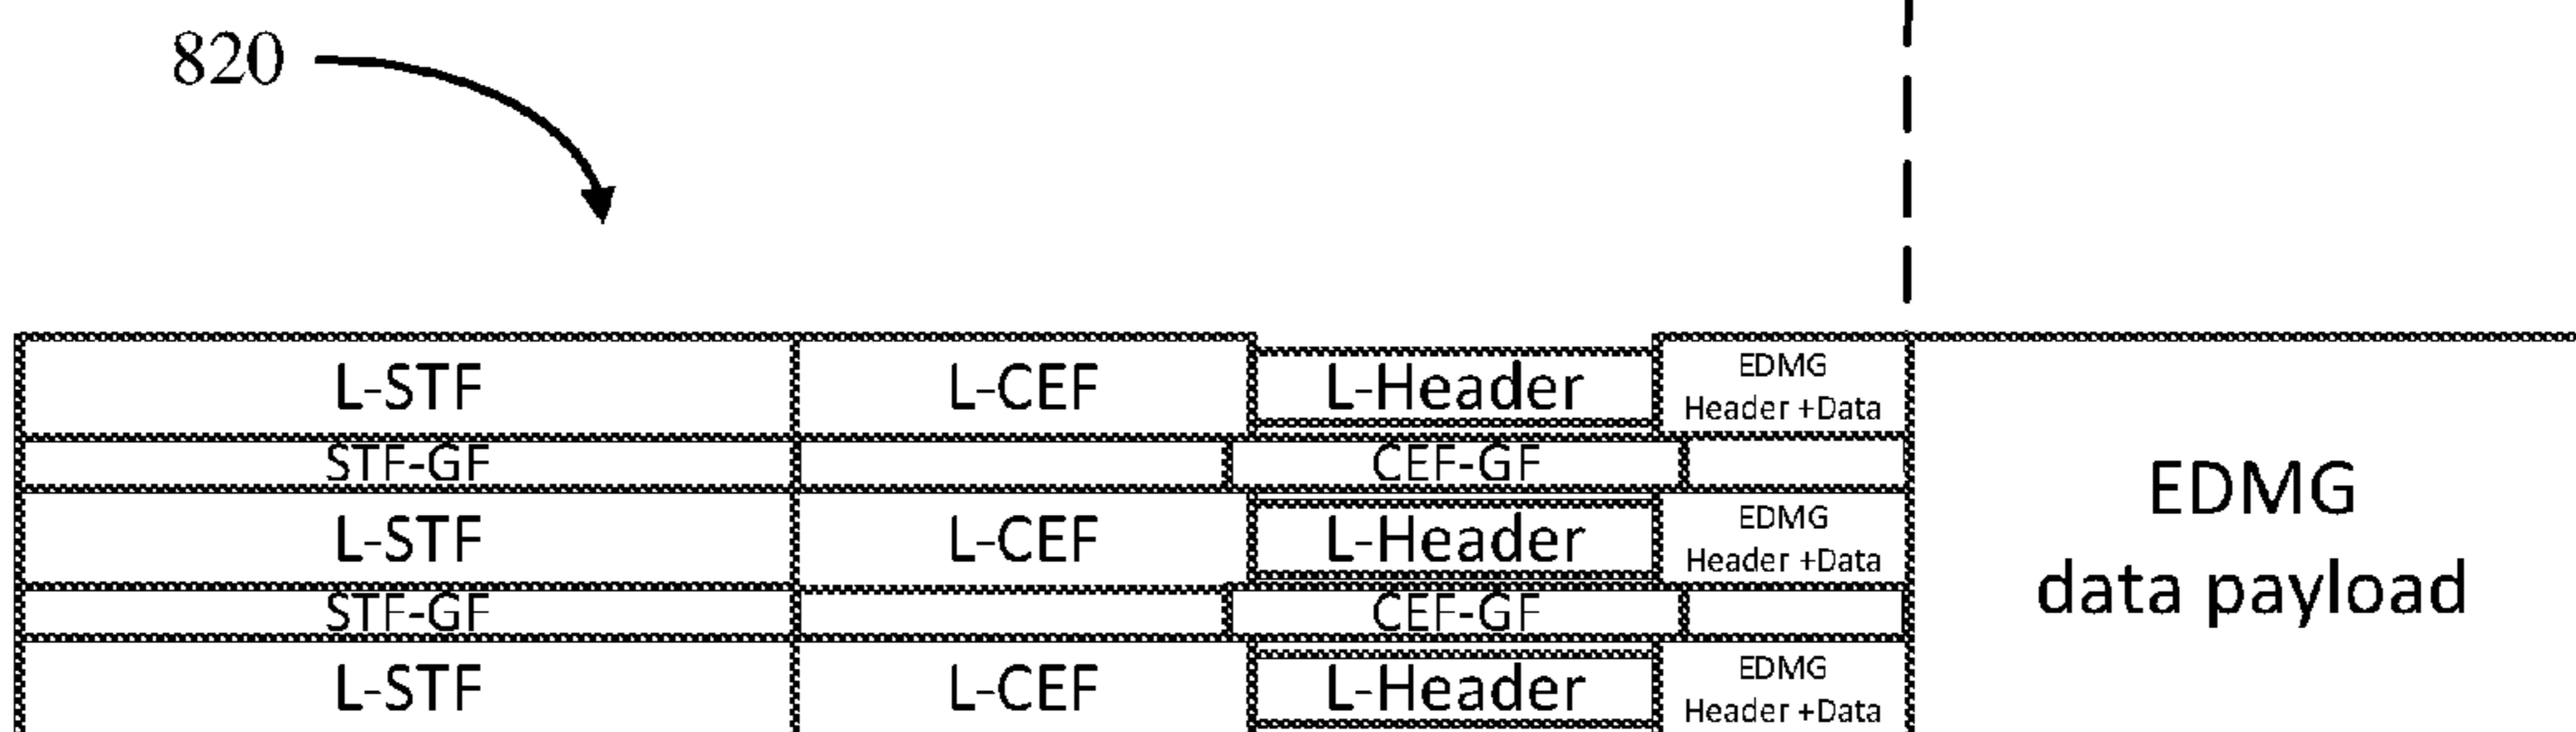 820
L-STF L-CEF L-Header EDMG
Header +Data
STF-GF CEF-GF
L-STF L-CEF L-Header EDMG
Header +Data
EDMG
data payload
STF-GF CEF-GF
L-STF L-CEF L-Header EDMG
Header +Data